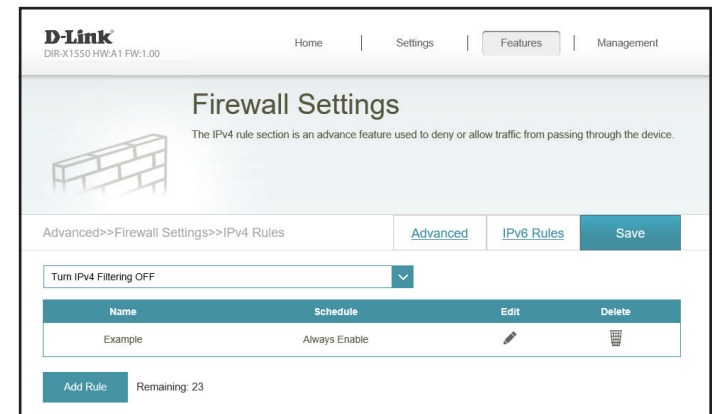 D-Link
DIR-X1550 HW:A1 FW:1.00
Home | Settings | Features | Management
Firewall Settings
The IPv4 rule section is an advance feature used to deny or allow traffic from passing through the device.
Advanced>>Firewall Settings>>IPv4 Rules
Advanced
IPv6 Rules
Save
Turn IPv4 Filtering OFF
Name Schedule Edit Delete
Example Always Enable
Add Rule Remaining: 23